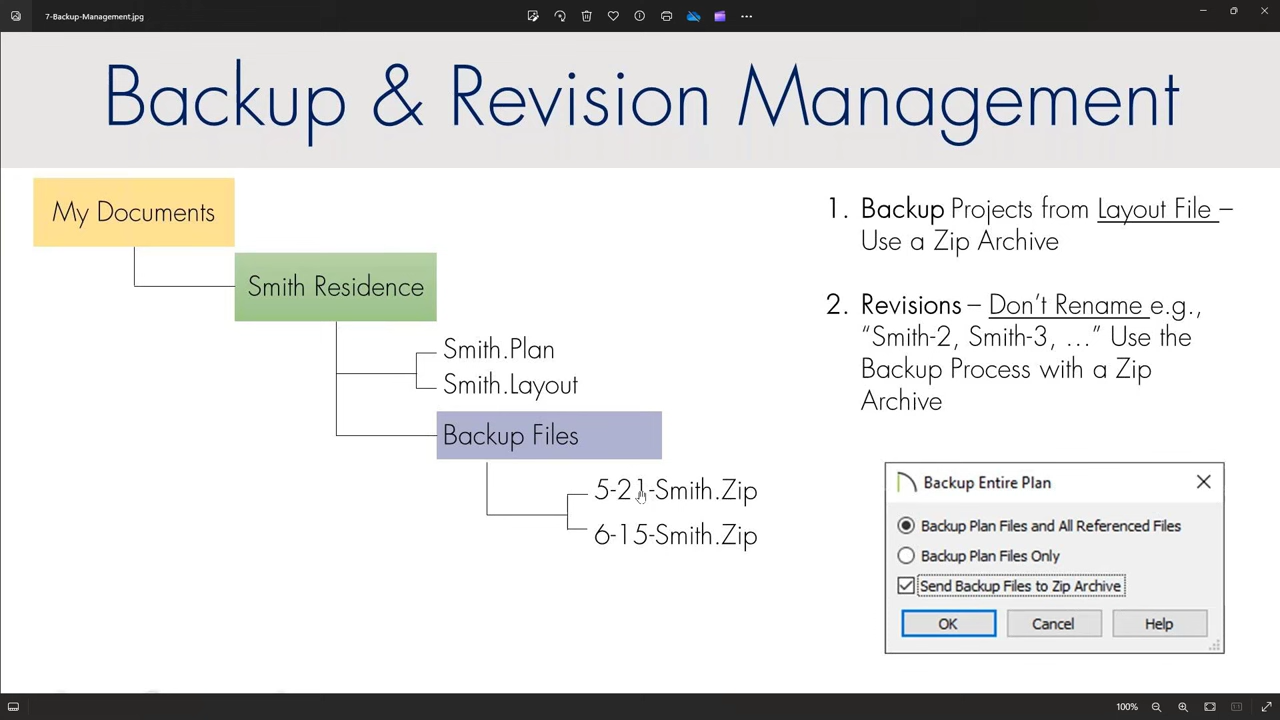 7-Backup-Management.jpg
Backup & Revision Management
My Documents
Smith Residence
Smith.Plan
Smith.Layout
Backup Files
5-21-Smith.Zip
6-15-Smith.Zip
1. Backup Projects from Layout File –
Use a Zip Archive
2. Revisions – Don't Rename e.g.,
“Smith-2, Smith-3, …” Use the
Backup Process with a Zip
Archive
Backup Entire Plan
Backup Plan Files and All Referenced Files
Backup Plan Files Only
Send Backup Files to Zip Archive
OK
Cancel
Help
100%